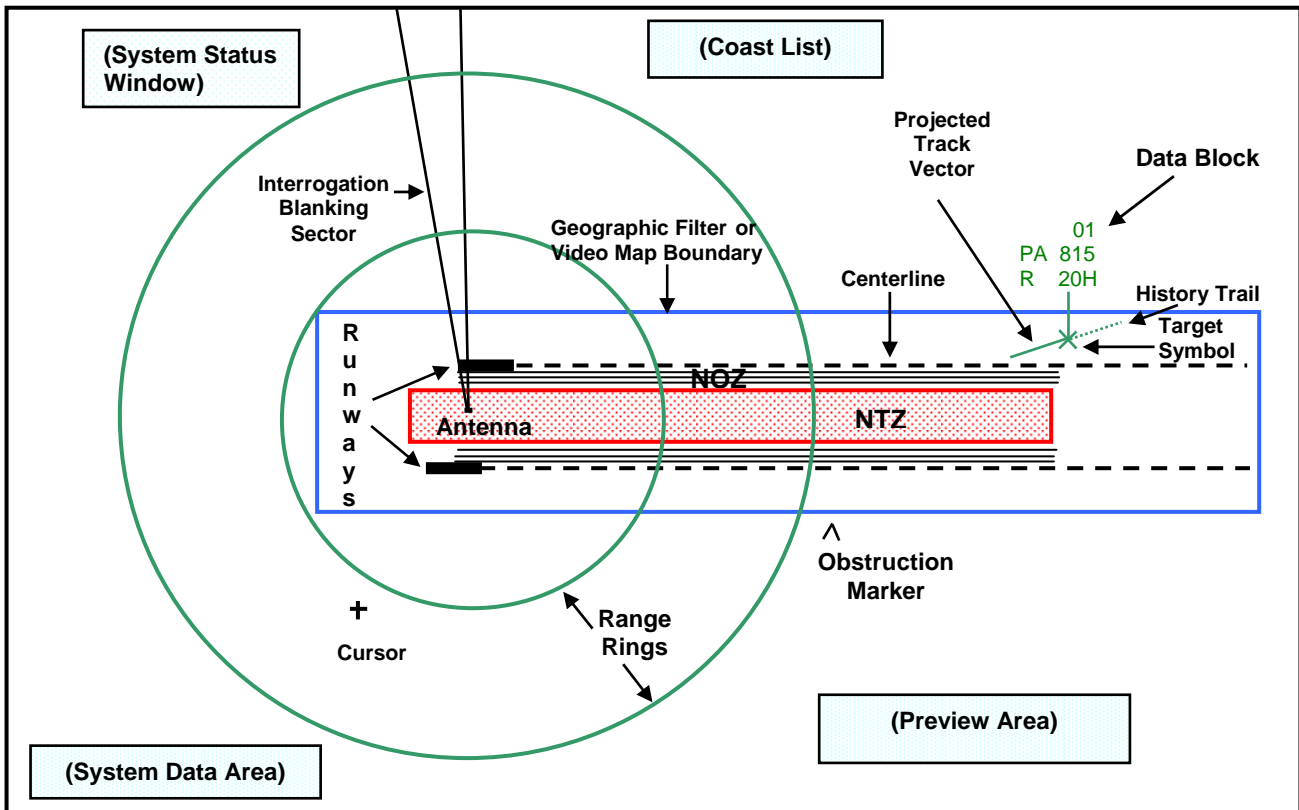 (System Status
Window)
(Coast List)
Projected
Track
Vector
Data Block
Interrogation
Blanking
Sector
01
PA 815
R 20H
Geographic Filter or
Video Map Boundary
Centerline
History Trail
Target
Symbol
Runways
NOZ
NTZ
Antenna
Obstruction
Marker
Cursor
Range
Rings
(Preview Area)
(System Data Area)